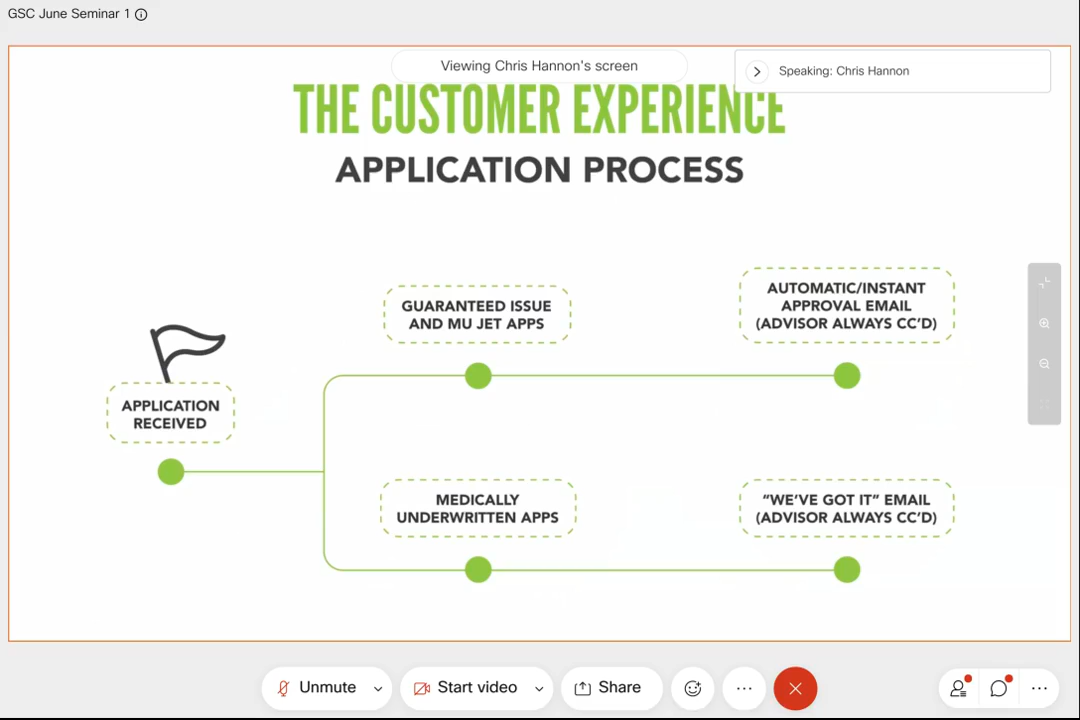 GSC June Seminar 1
Viewing Chris Hannon's screen
Speaking: Chris Hannon
THE CUSTOMER EXPERIENCE
APPLICATION PROCESS
APPLICATION
RECEIVED
GUARANTEED ISSUE
AND MU JET APPS
AUTOMATIC/INSTANT
APPROVAL EMAIL
(ADVISOR ALWAYS CC'D)
MEDICALLY
UNDERWRITTEN APPS
“WE'VE GOT IT” EMAIL
(ADVISOR ALWAYS CC'D)
Unmute
Start video
Share